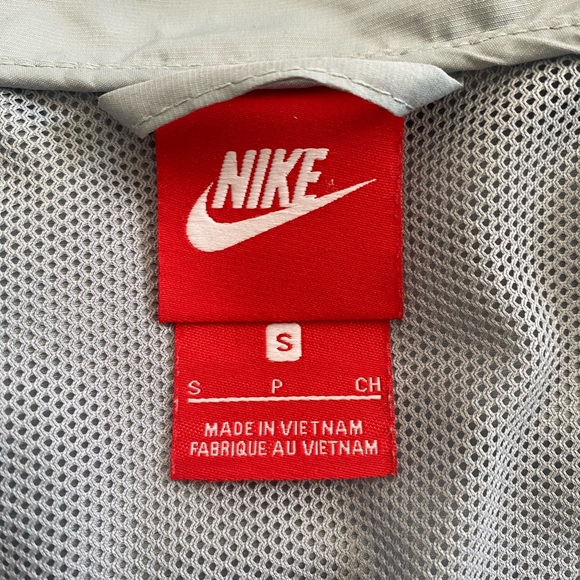 NIKE
S
S P CH
MADE IN VIETNAM
FABRIQUE AU VIETNAM